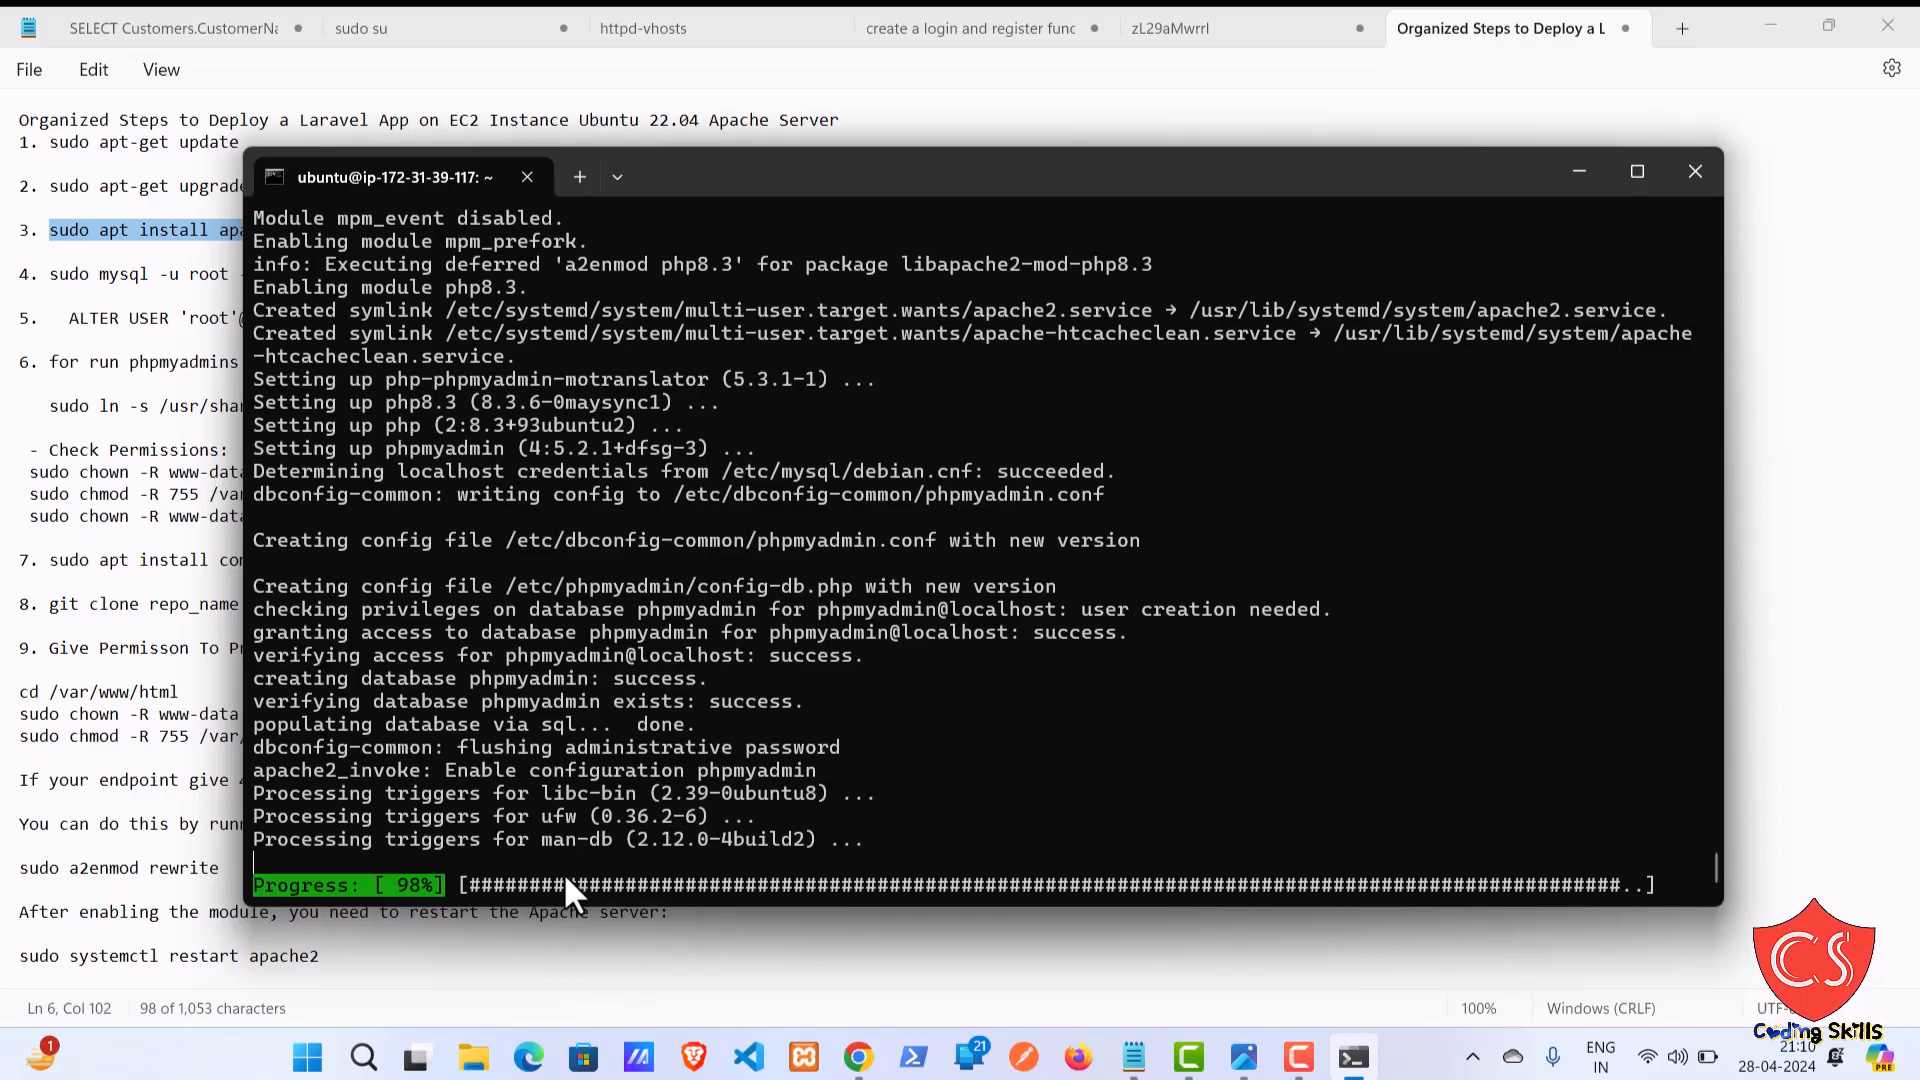 SELECT Customers.CustomerNa
sudo su
httpd-vhosts
create a login and register func
zL29aMwrrl
Organized Steps to Deploy a L
File
Edit
View
Organized Steps to Deploy a Laravel App on EC2 Instance Ubuntu 22.04 Apache Server
1. sudo apt-get update
2. sudo apt-get upgrade
3. sudo apt install apa
4. sudo mysql -u root -
5. ALTER USER 'root'@
6. for run phpmyadmins
sudo ln -s /usr/shar
- Check Permissions:
sudo chown -R www-data
sudo chmod -R 755 /var
sudo chown -R www-data
7. sudo apt install com
8. git clone repo_name
9. Give Permisson To Pr
cd /var/www/html
sudo chown -R www-data
sudo chmod -R 755 /var/
If your endpoint give 4
You can do this by runn
sudo a2enmod rewrite
After enabling the module, you need to restart the Apache server:
sudo systemctl restart apache2
ubuntu@ip-172-31-39-117: ~
Module mpm_event disabled.
Enabling module mpm_prefork.
info: Executing deferred 'a2enmod php8.3' for package libapache2-mod-php8.3
Enabling module php8.3.
Created symlink /etc/systemd/system/multi-user.target.wants/apache2.service → /usr/lib/systemd/system/apache2.service.
Created symlink /etc/systemd/system/multi-user.target.wants/apache-htcacheclean.service → /usr/lib/systemd/system/apache
-htcacheclean.service.
Setting up php-phpmyadmin-motranslator (5.3.1-1) ...
Setting up php8.3 (8.3.6-0maysync1) ...
Setting up php (2:8.3+93ubuntu2) ...
Setting up phpmyadmin (4:5.2.1+dfsg-3) ...
Determining localhost credentials from /etc/mysql/debian.cnf: succeeded.
dbconfig-common: writing config to /etc/dbconfig-common/phpmyadmin.conf
Creating config file /etc/dbconfig-common/phpmyadmin.conf with new version
Creating config file /etc/phpmyadmin/config-db.php with new version
checking privileges on database phpmyadmin for phpmyadmin@localhost: user creation needed.
granting access to database phpmyadmin for phpmyadmin@localhost: success.
verifying access for phpmyadmin@localhost: success.
creating database phpmyadmin: success.
verifying database phpmyadmin exists: success.
populating database via sql... done.
dbconfig-common: flushing administrative password
apache2_invoke: Enable configuration phpmyadmin
Processing triggers for libc-bin (2.39-0ubuntu8) ...
Processing triggers for ufw (0.36.2-6) ...
Processing triggers for man-db (2.12.0-4build2) ...
Progress: [ 98%] [################################################################################################..]
Ln 6, Col 102
98 of 1,053 characters
100%
Windows (CRLF)
UTF-
CS
Coding Skills
1
21
ENG
IN
21:10
28-04-2024
PRE